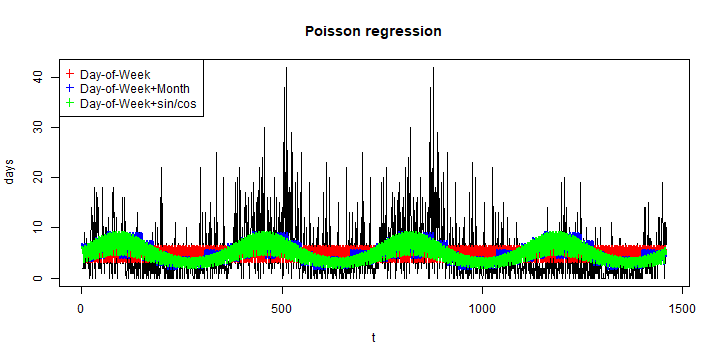 Poisson regression
Day-of-Week
Day-of-Week+Month
Day-of-Week+sin/cos
days
40
30
20
10
0
0
500
1000
1500
t